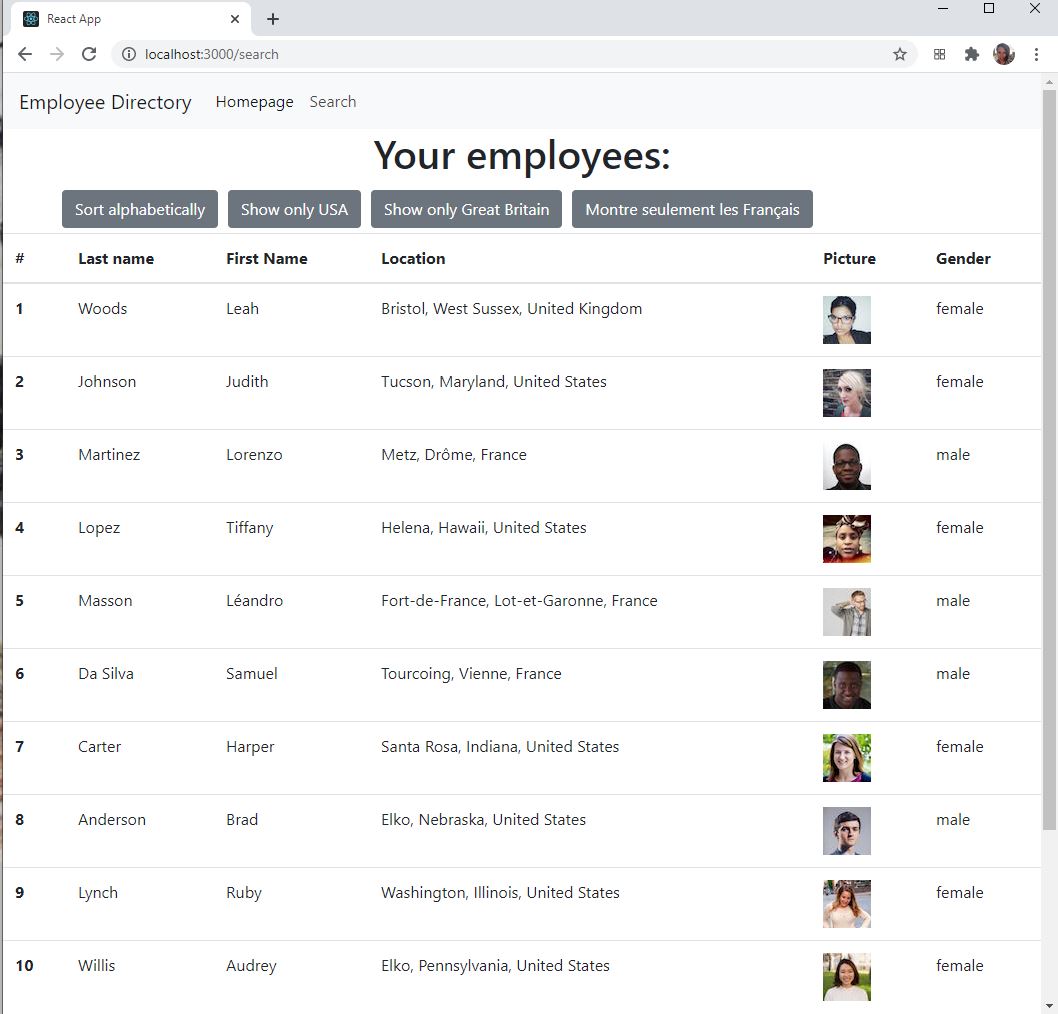 React App
localhost:3000/search
Employee Directory Homepage Search
Your employees:
Sort alphabetically Show only USA Show only Great Britain Montre seulement les Français
# Last name First Name Location Picture Gender
1 Woods Leah Bristol, West Sussex, United Kingdom female
2 Johnson Judith Tucson, Maryland, United States female
3 Martinez Lorenzo Metz, Drôme, France male
4 Lopez Tiffany Helena, Hawaii, United States female
5 Masson Léandro Fort-de-France, Lot-et-Garonne, France male
6 Da Silva Samuel Tourcoing, Vienne, France male
7 Carter Harper Santa Rosa, Indiana, United States female
8 Anderson Brad Elko, Nebraska, United States male
9 Lynch Ruby Washington, Illinois, United States female
10 Willis Audrey Elko, Pennsylvania, United States female